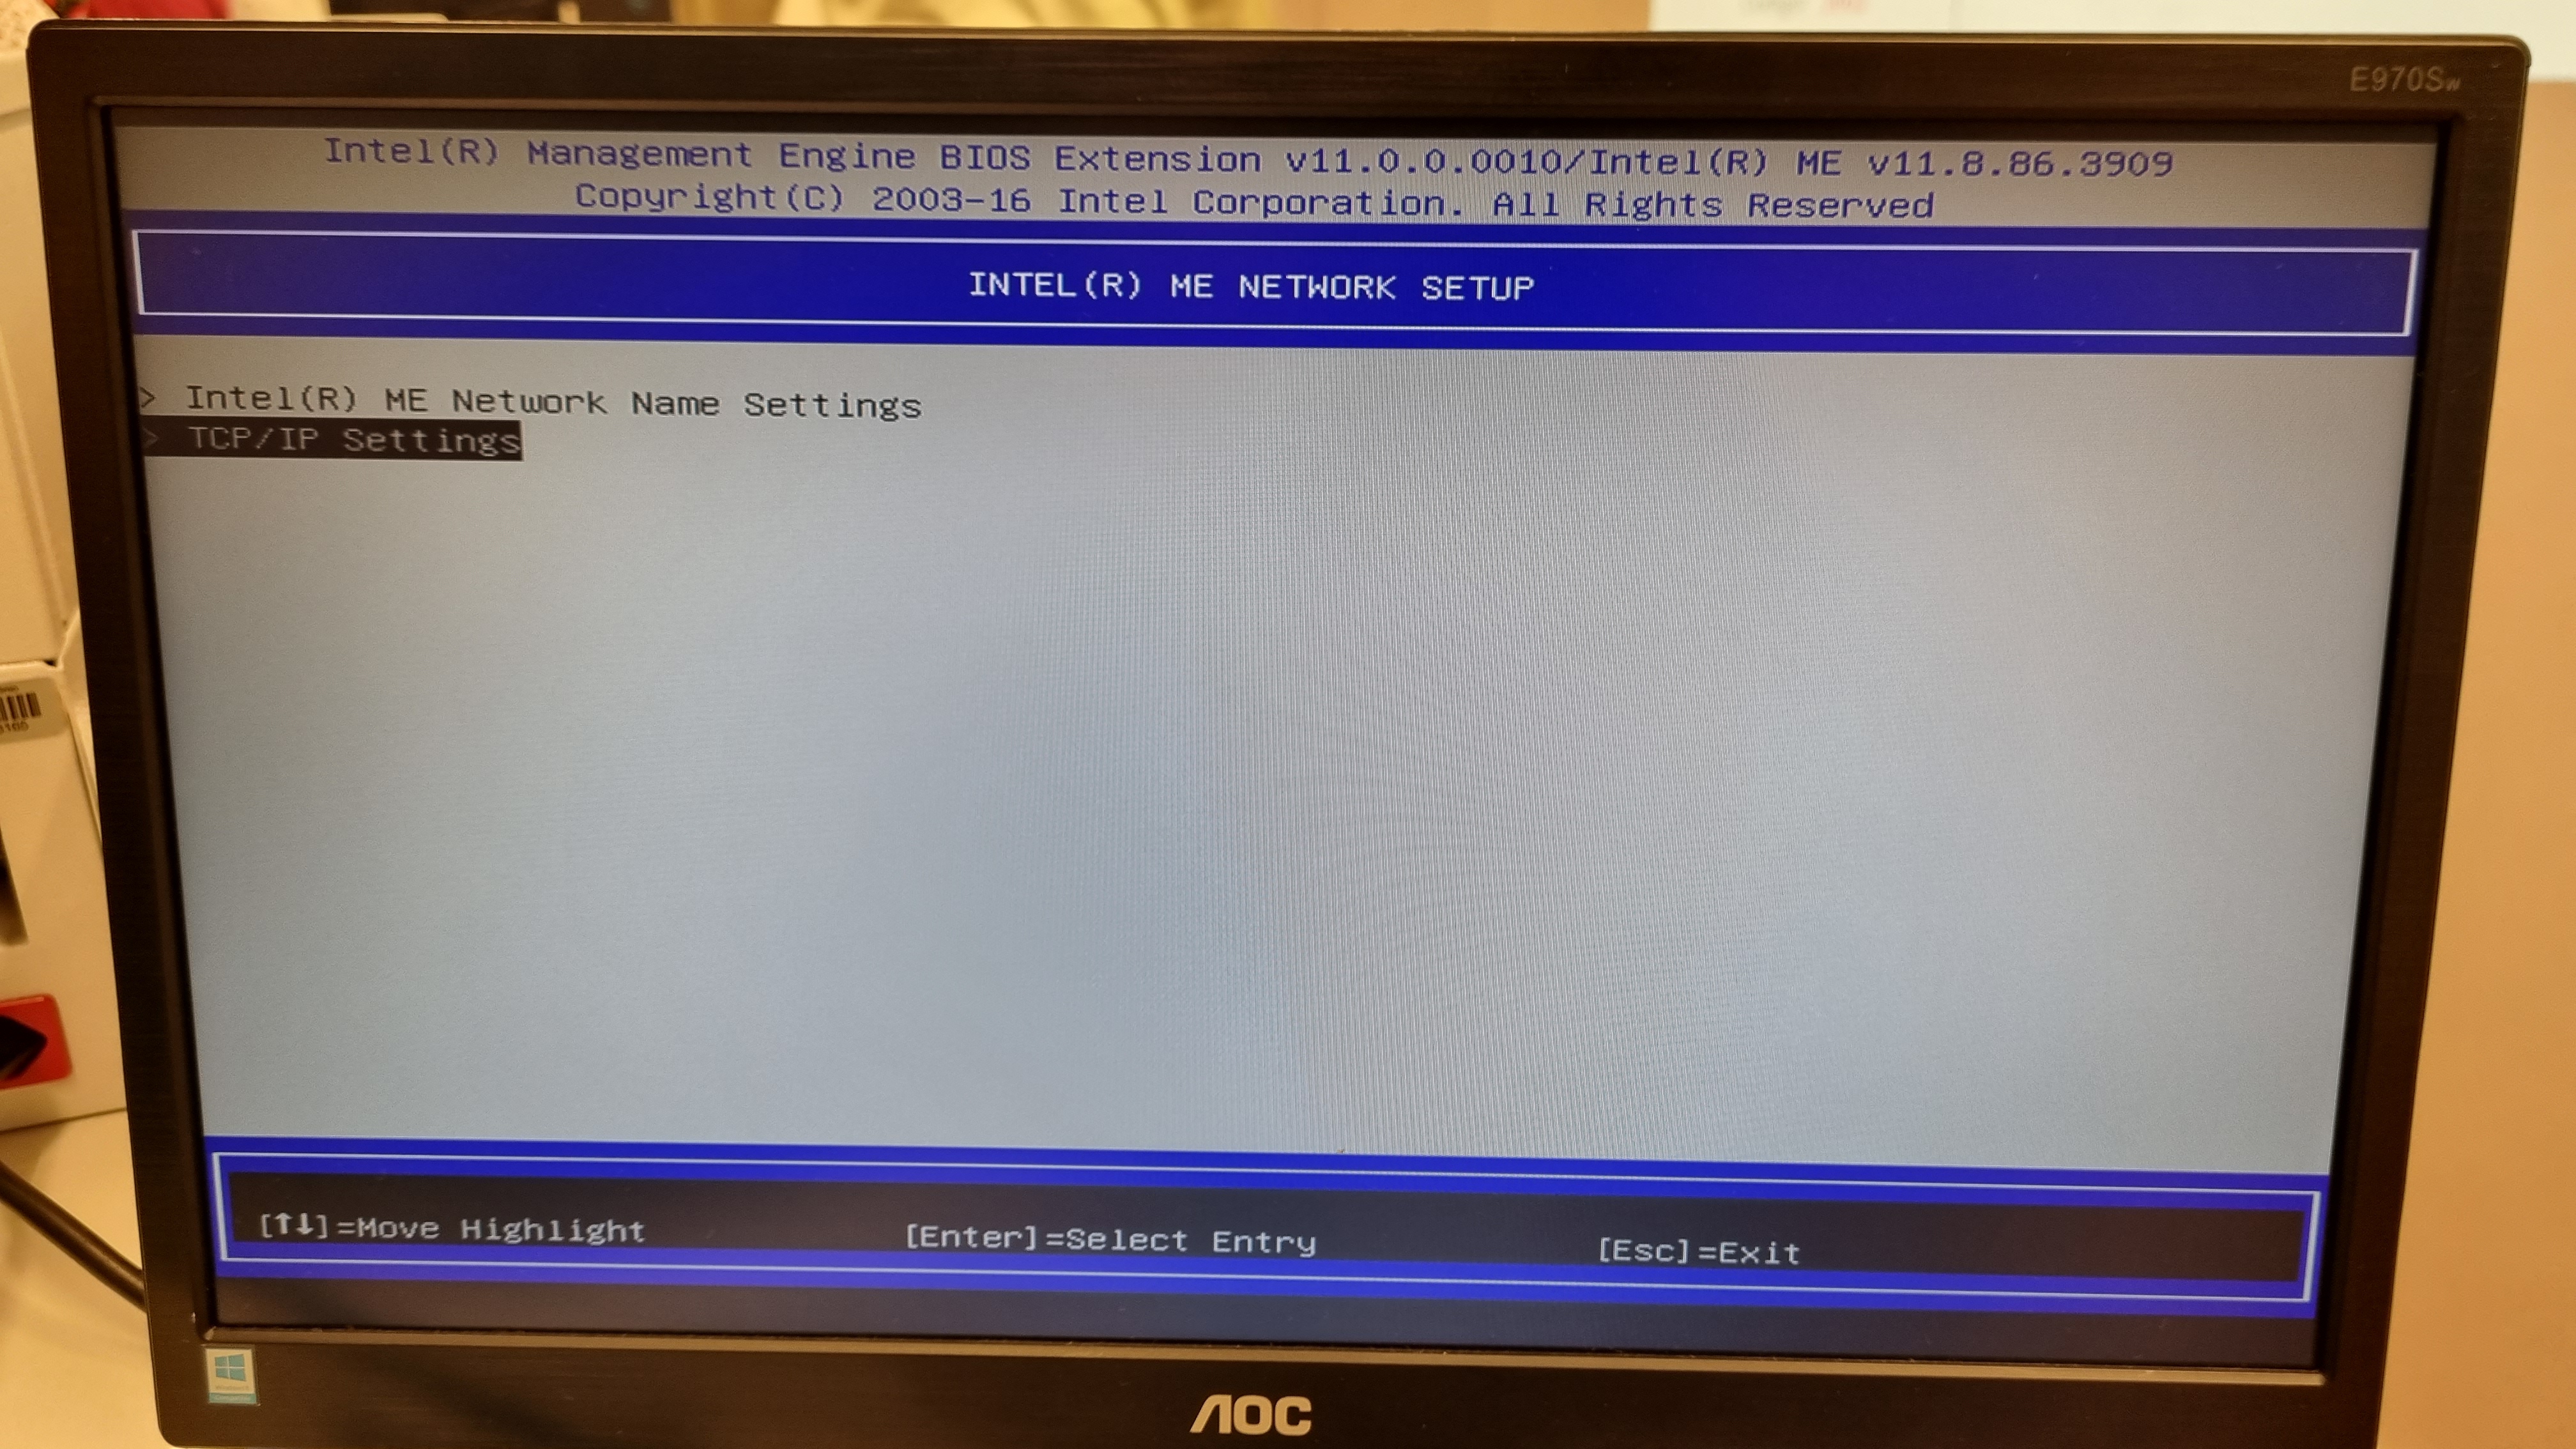 E970Sw
Intel(R) Management Engine BIOS Extension v11.0.0.0010/Intel(R) ME v11.8.86.3909
Copyright(C) 2003-16 Intel Corporation. All Rights Reserved
INTEL(R) ME NETWORK SETUP
> Intel(R) ME Network Name Settings
> TCP/IP Settings
[↑↓]=Move Highlight [Enter]=Select Entry [Esc]=Exit
AOC